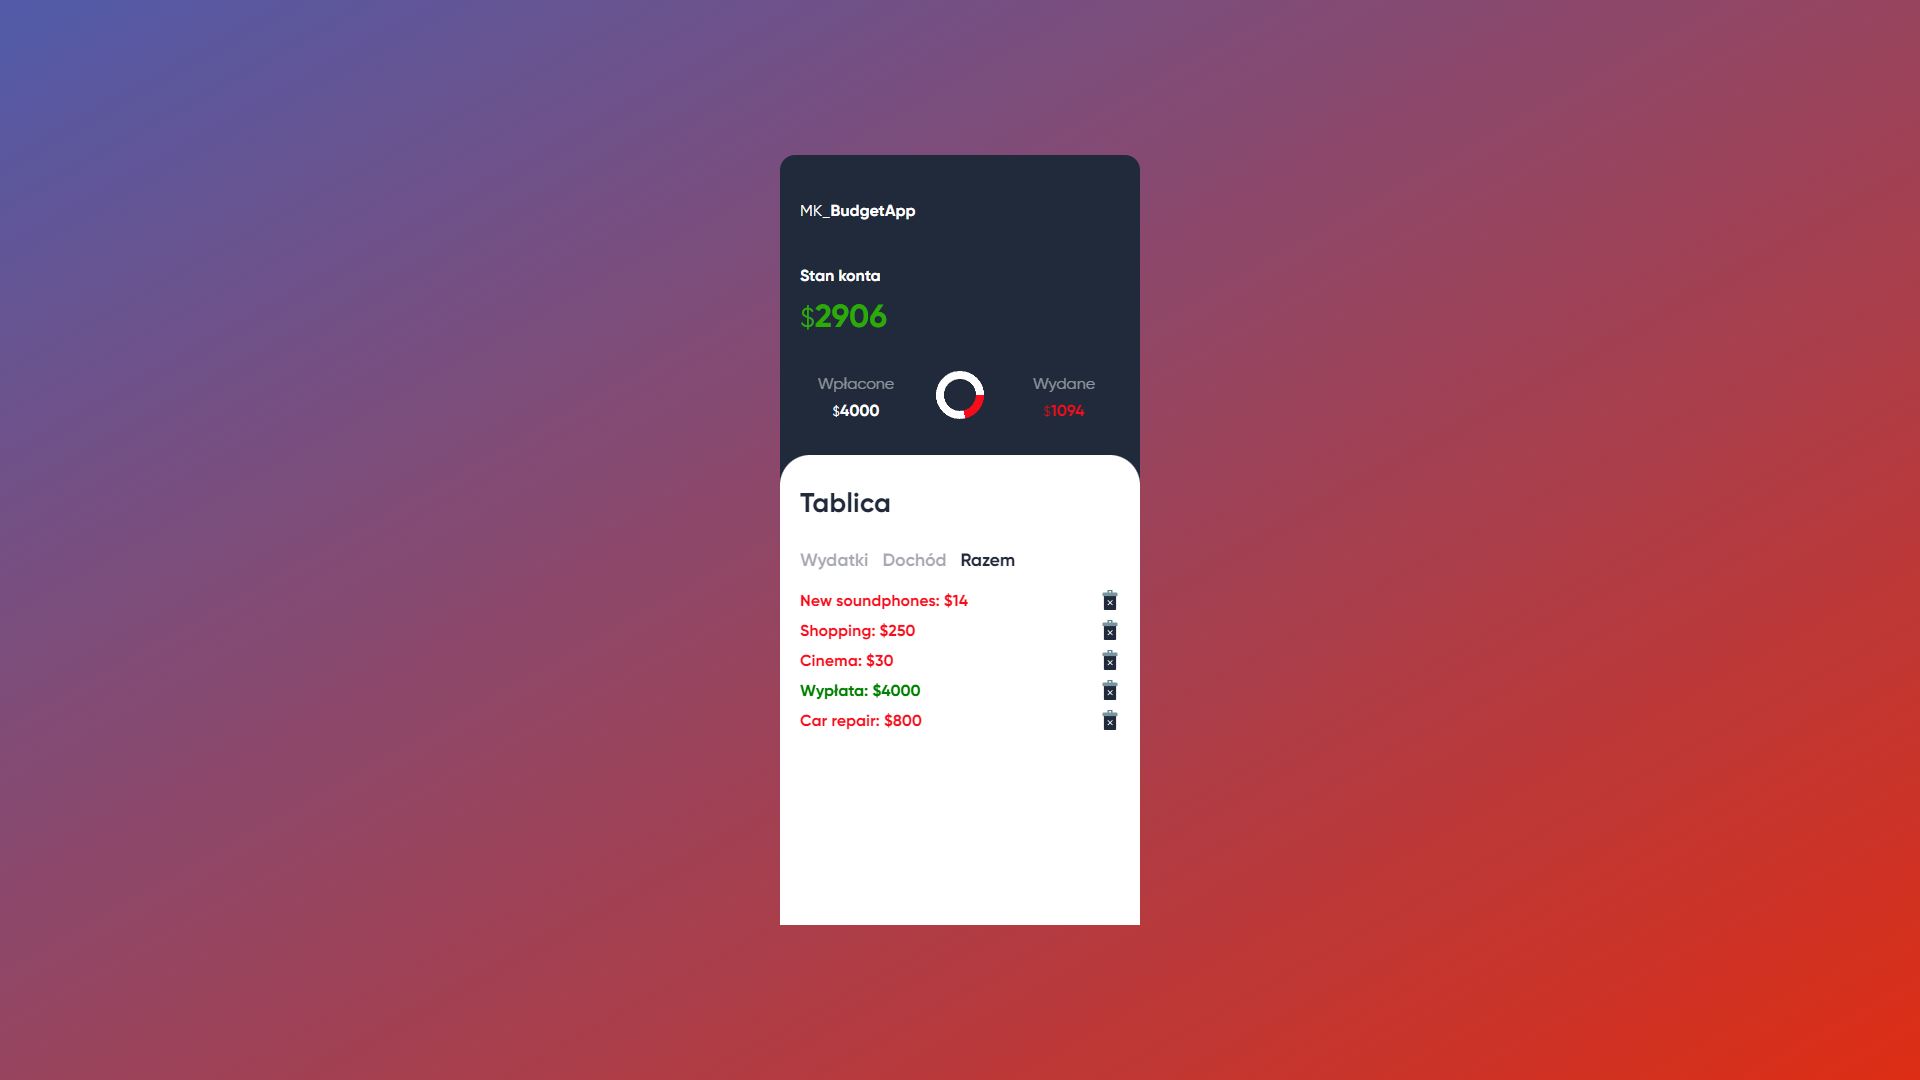 MK_BudgetApp
Stan konta
$2906
Wpłacone Wydane
$4000 $1094
Tablica
Wydatki Dochód Razem
New soundphones: $14
Shopping: $250
Cinema: $30
Wypłata: $4000
Car repair: $800